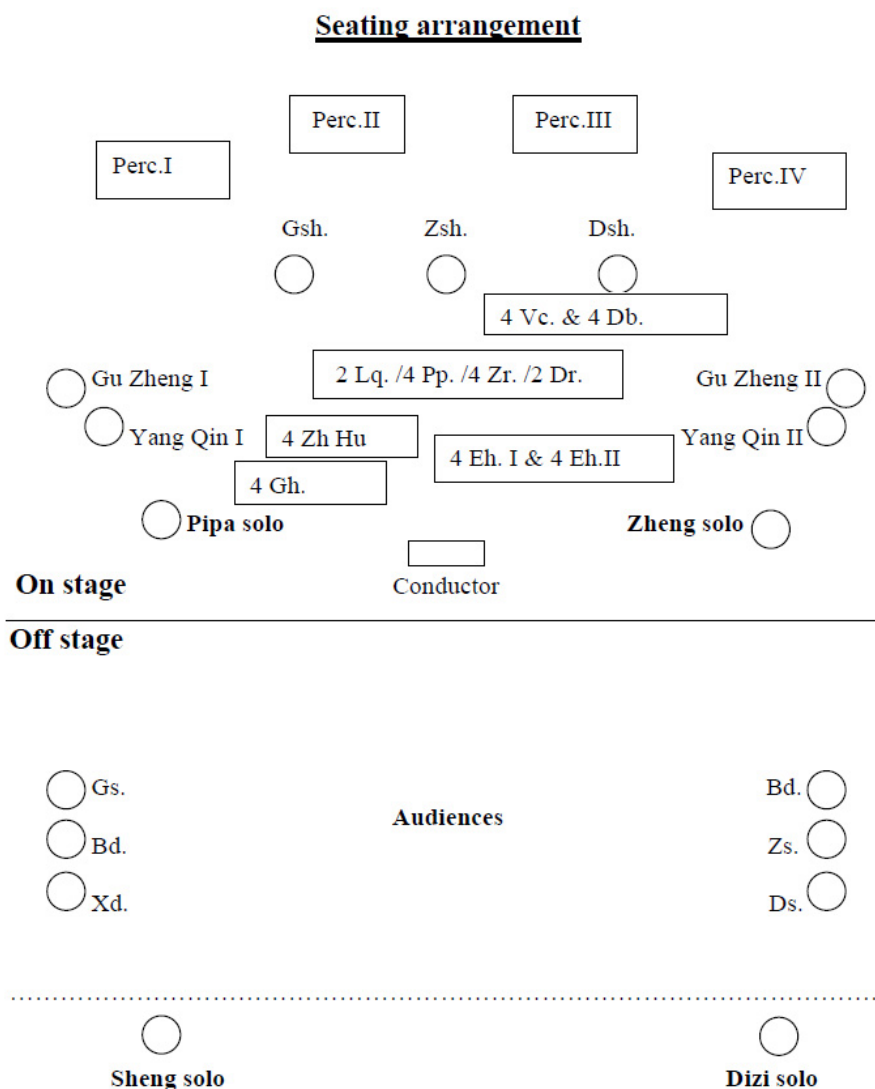 Seating arrangement
Perc.II Perc.III
Perc.I Perc.IV
Gsh. Zsh. Dsh.
4 Vc. & 4 Db.
Gu Zheng I 2 Lq. /4 Pp. /4 Zr. /2 Dr. Gu Zheng II
Yang Qin I 4 Zh Hu Yang Qin II
4 Eh. I & 4 Eh.II
4 Gh.
Pipa solo Zheng solo
On stage Conductor
Off stage
Gs. Bd.
Audiences
Bd. Zs.
Xd. Ds.
Sheng solo Dizi solo